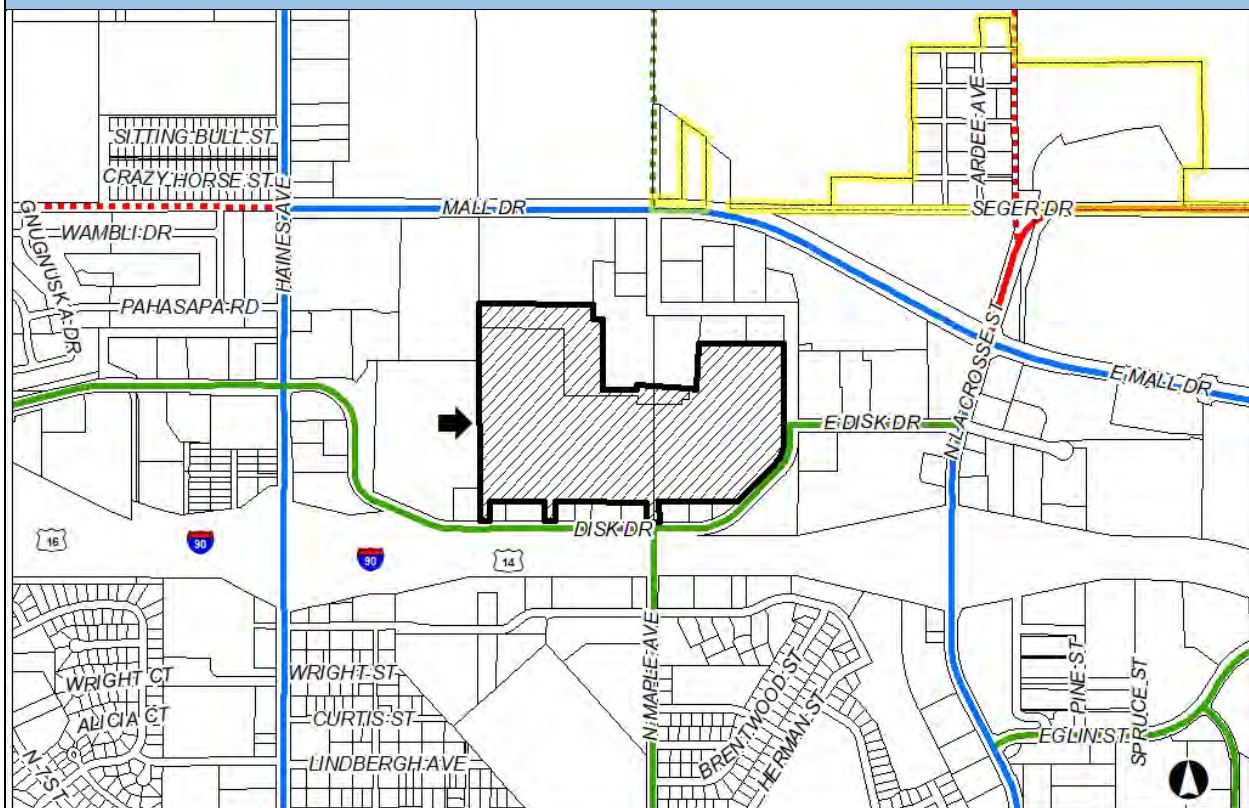 SITTING BULL ST
CRAZY HORSE ST
ARDEE AVE
GNUGNUSKA DR
WAMBLI DR
HAINES AVE
MALL DR
SEGER DR
PAHASAPA RD
N LACROSSE ST
E MALL DR
E DISK DR
DISK DR
16
90
90
14
WRIGHT ST
WRIGHT CT
CURTIS ST
ALICIA CT
LINDBERGH AVE
N 7 ST
N MAPLE AVE
BRENTWOOD ST
HERMAN ST
PINE ST
SPRUCE ST
EGLIN ST